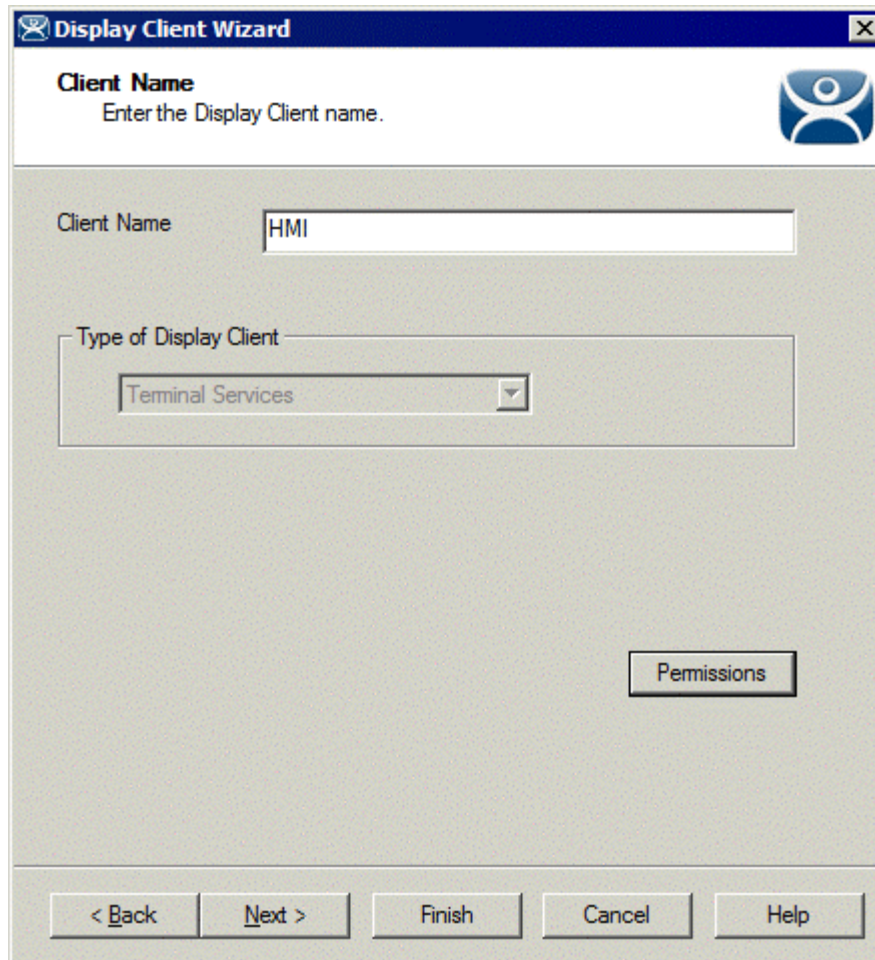 Display Client Wizard
Client Name
Enter the Display Client name.
Client Name
HMI
Type of Display Client
Terminal Services
Permissions
< Back Next > Finish Cancel Help